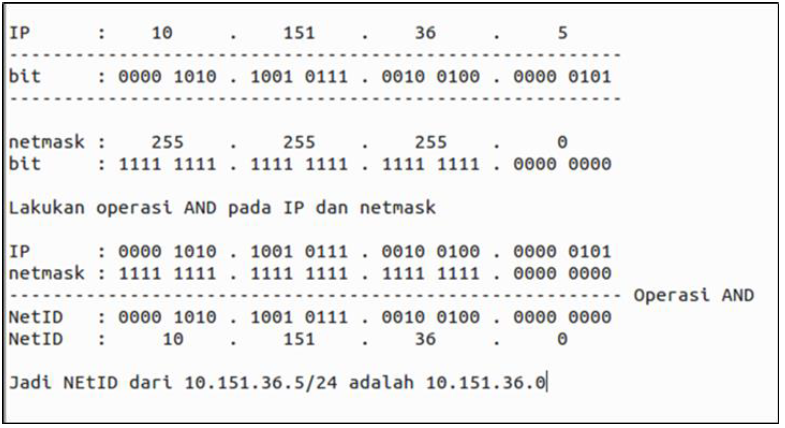 IP      :    10     .    151    .    36     .     5
--------------------------------------------------------
bit     : 0000 1010 . 1001 0111 . 0010 0100 . 0000 0101
--------------------------------------------------------
netmask :    255    .    255    .    255    .     0
bit     : 1111 1111 . 1111 1111 . 1111 1111 . 0000 0000
Lakukan operasi AND pada IP dan netmask
IP      : 0000 1010 . 1001 0111 . 0010 0100 . 0000 0101
netmask : 1111 1111 . 1111 1111 . 1111 1111 . 0000 0000
-------------------------------------------------------- Operasi AND
NetID   : 0000 1010 . 1001 0111 . 0010 0100 . 0000 0000
NetID   :     10    .    151    .    36     .     0
Jadi NEtID dari 10.151.36.5/24 adalah 10.151.36.0